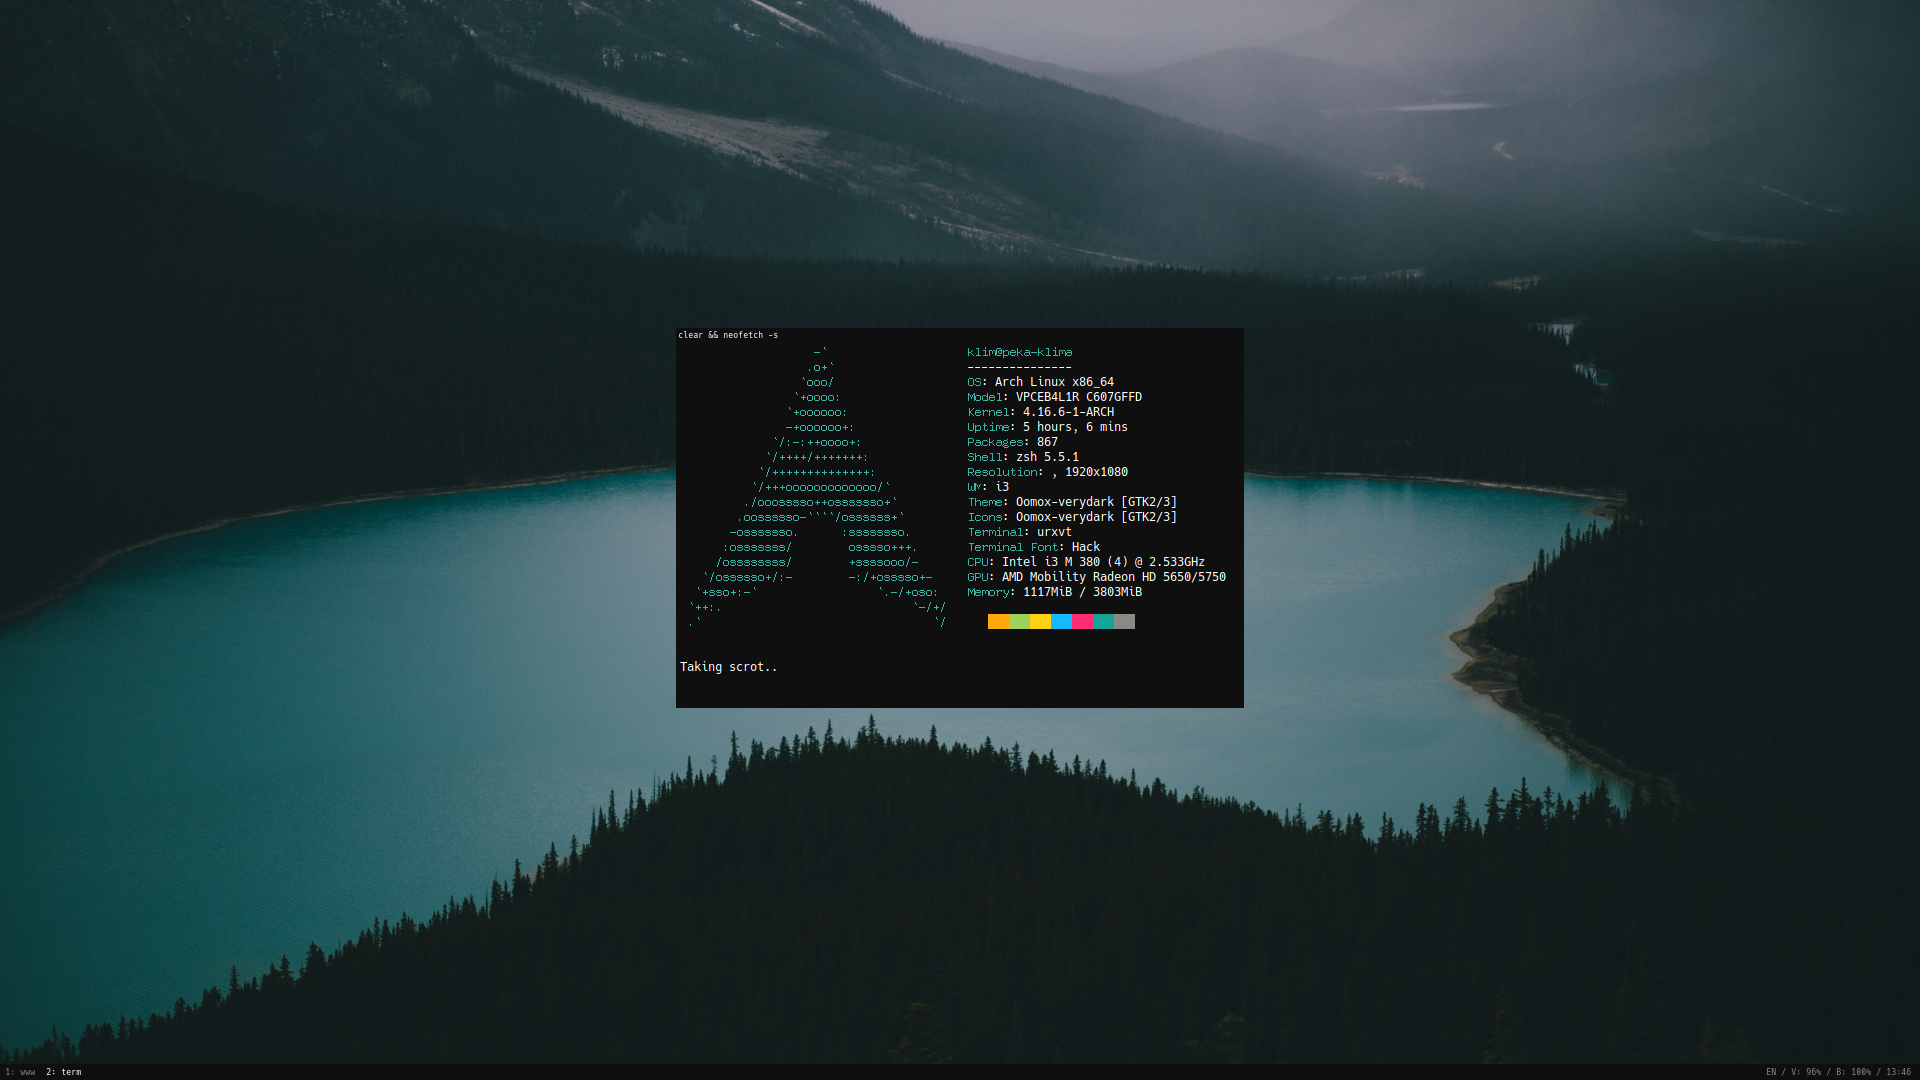 clear && neofetch -s
-`
.o+`
`ooo/
`+oooo:
`+oooooo:
-+oooooo+:
`/:-:++oooo+:
`/++++/+++++++:
`/++++++++++++++:
`/+++ooooooooooooo/`
./ooosssso++osssssso+`
.oossssso-````/ossssss+`
-osssssso.      :ssssssso.
:osssssss/        osssso+++.
/ossssssss/        +ssssooo/-
`/ossssso+/:-        -:/+osssso+-
`+sso+:-`                 `.-/+oso:
`++:.                           `-/+/
.`                                 `/
klim@peka-klima
---------------
OS: Arch Linux x86_64
Model: VPCEB4L1R C607GFFD
Kernel: 4.16.6-1-ARCH
Uptime: 5 hours, 6 mins
Packages: 867
Shell: zsh 5.5.1
Resolution: , 1920x1080
WM: i3
Theme: Oomox-verydark [GTK2/3]
Icons: Oomox-verydark [GTK2/3]
Terminal: urxvt
Terminal Font: Hack
CPU: Intel i3 M 380 (4) @ 2.533GHz
GPU: AMD Mobility Radeon HD 5650/5750
Memory: 1117MiB / 3803MiB
Taking scrot..
1: www 2: term
EN / V: 96% / B: 100% / 13:46